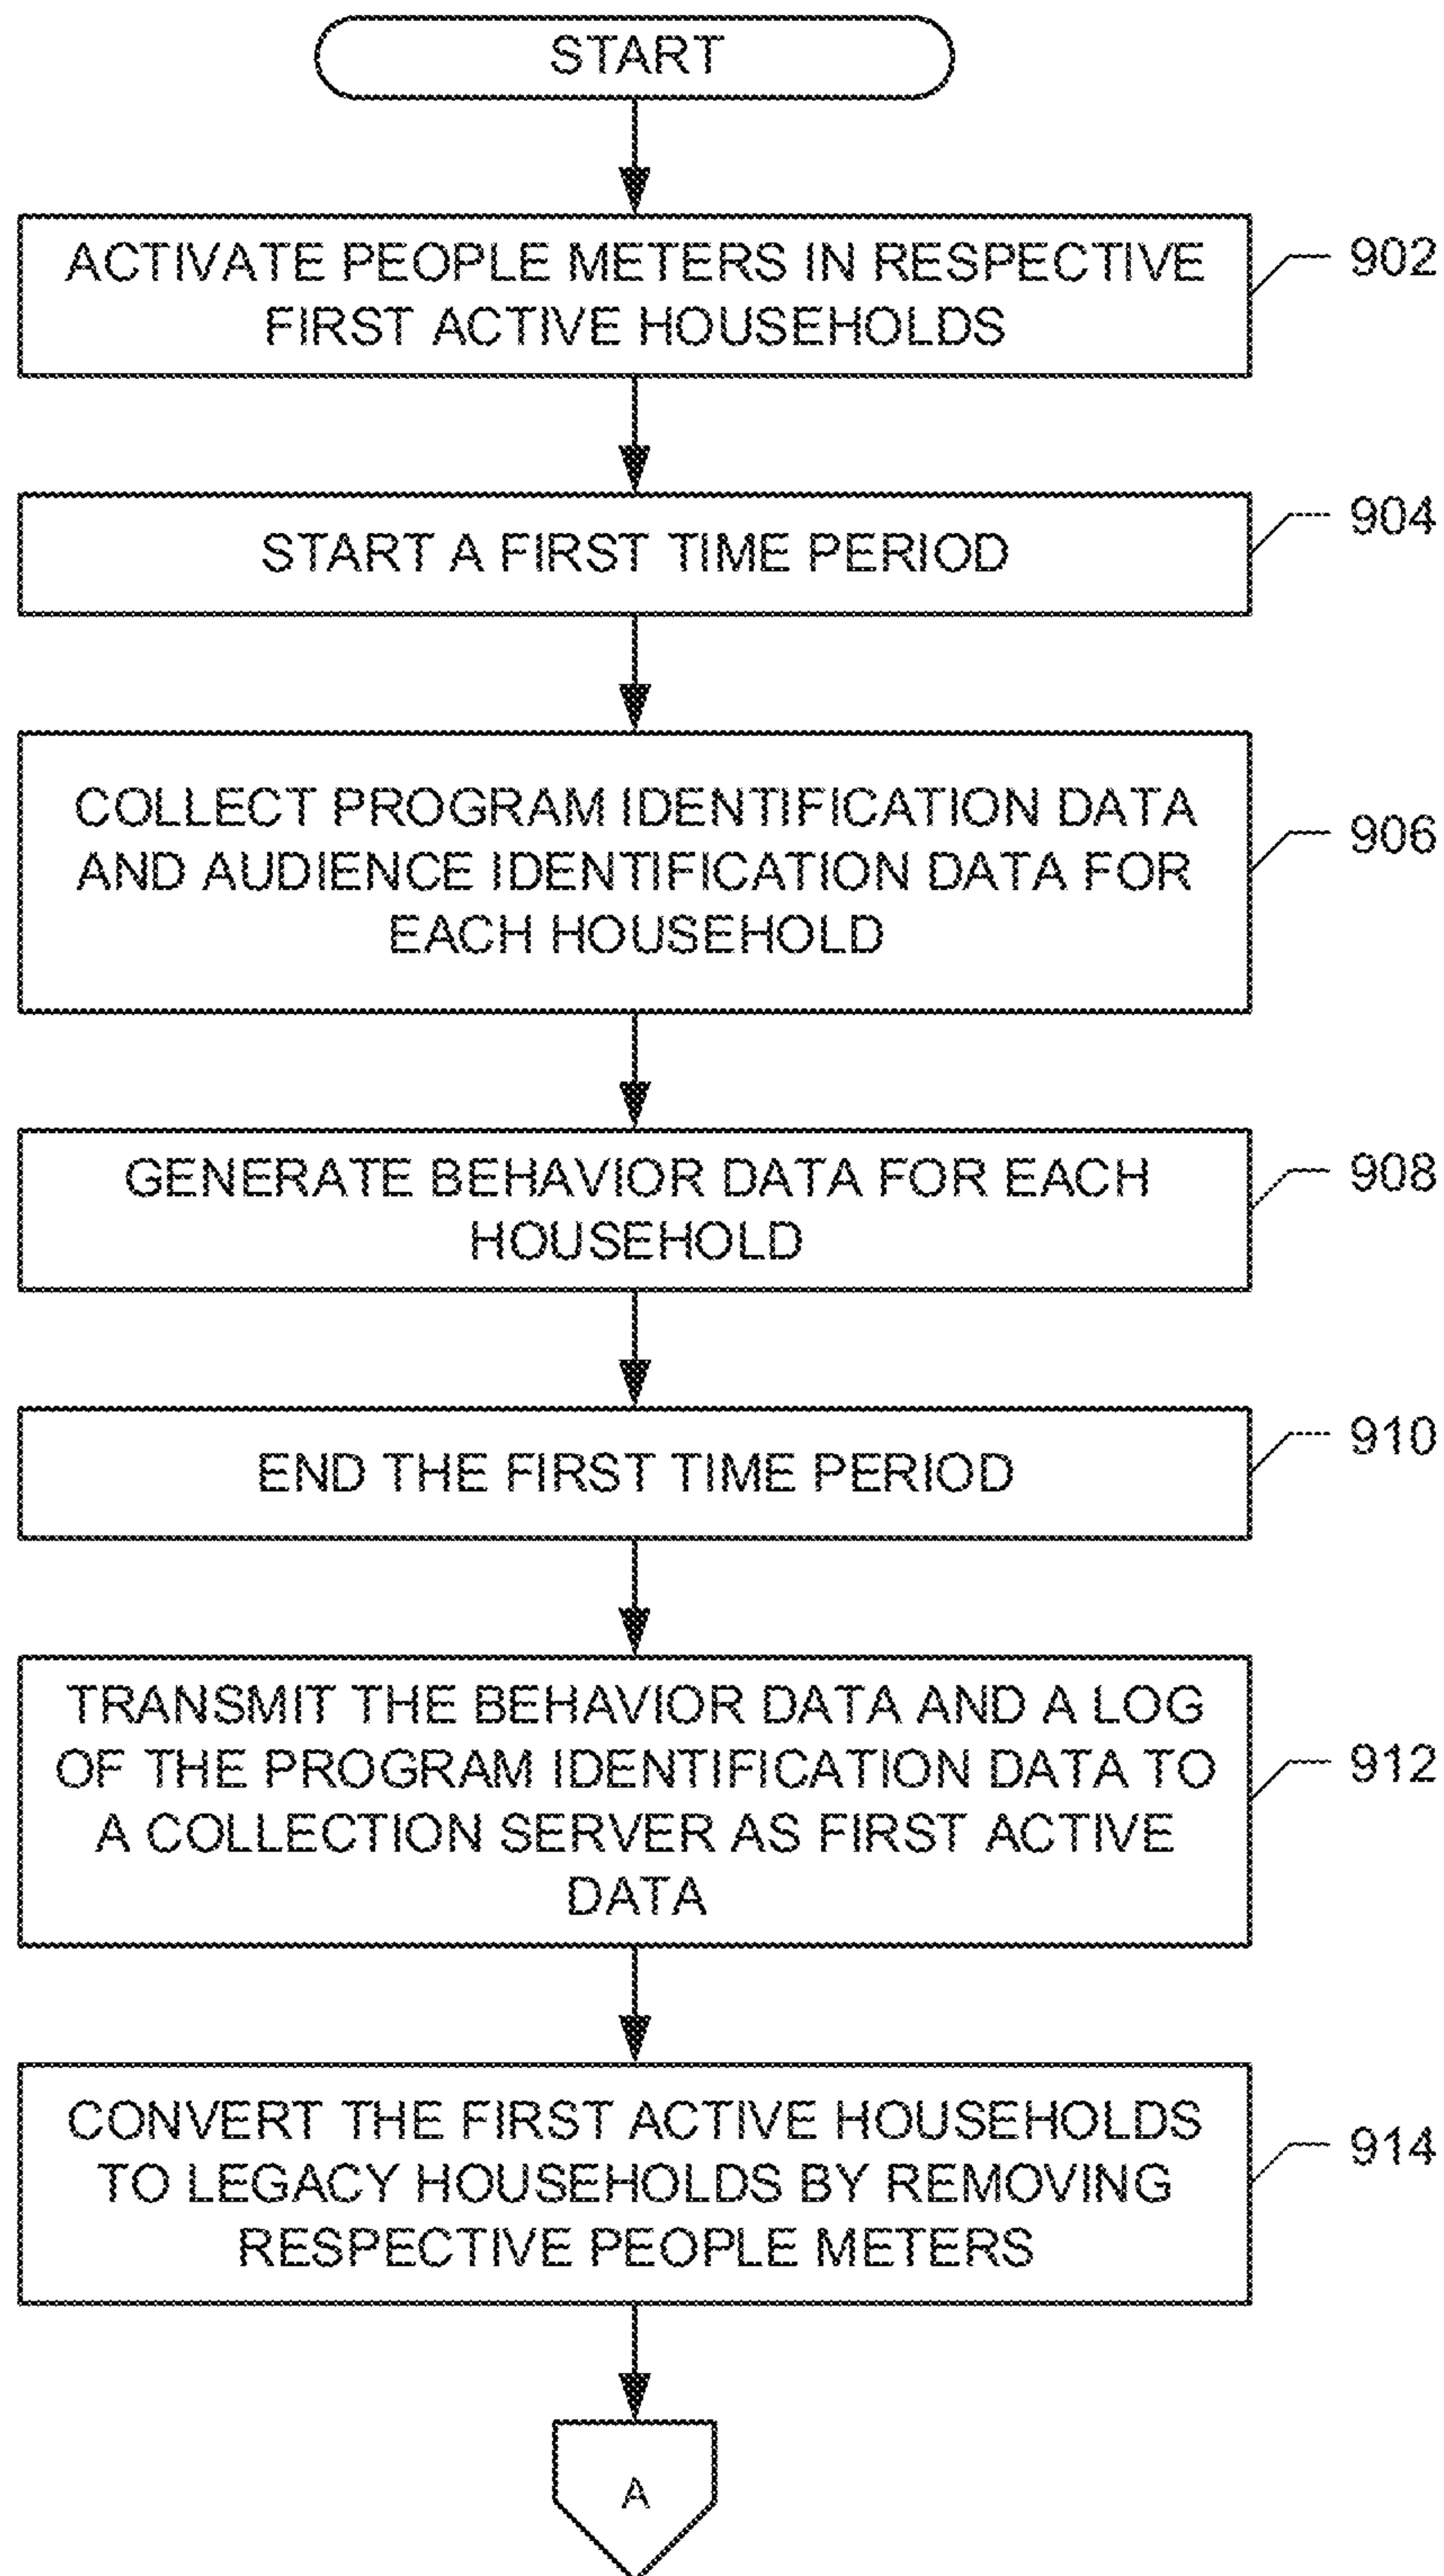 START
ACTIVATE PEOPLE METERS IN RESPECTIVE
FIRST ACTIVE HOUSEHOLDS
902
START A FIRST TIME PERIOD
904
COLLECT PROGRAM IDENTIFICATION DATA
AND AUDIENCE IDENTIFICATION DATA FOR
EACH HOUSEHOLD
906
GENERATE BEHAVIOR DATA FOR EACH
HOUSEHOLD
908
END THE FIRST TIME PERIOD
910
TRANSMIT THE BEHAVIOR DATA AND A LOG
OF THE PROGRAM IDENTIFICATION DATA TO
A COLLECTION SERVER AS FIRST ACTIVE
DATA
912
CONVERT THE FIRST ACTIVE HOUSEHOLDS
TO LEGACY HOUSEHOLDS BY REMOVING
RESPECTIVE PEOPLE METERS
914
A